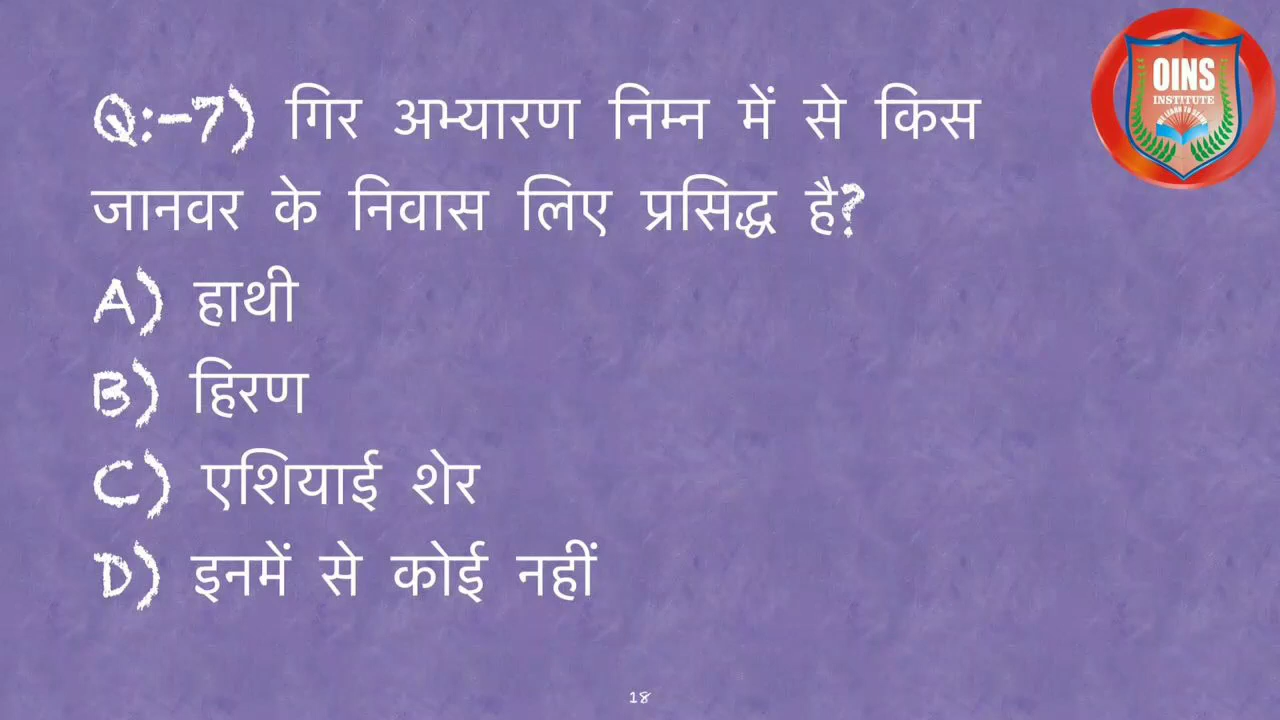 Q:-7) गिर अभ्यारण निम्न में से किस
जानवर के निवास लिए प्रसिद्ध है?
A) हाथी
B) हिरण
C) एशियाई शेर
D) इनमें से कोई नहीं
OINS
INSTITUTE
18